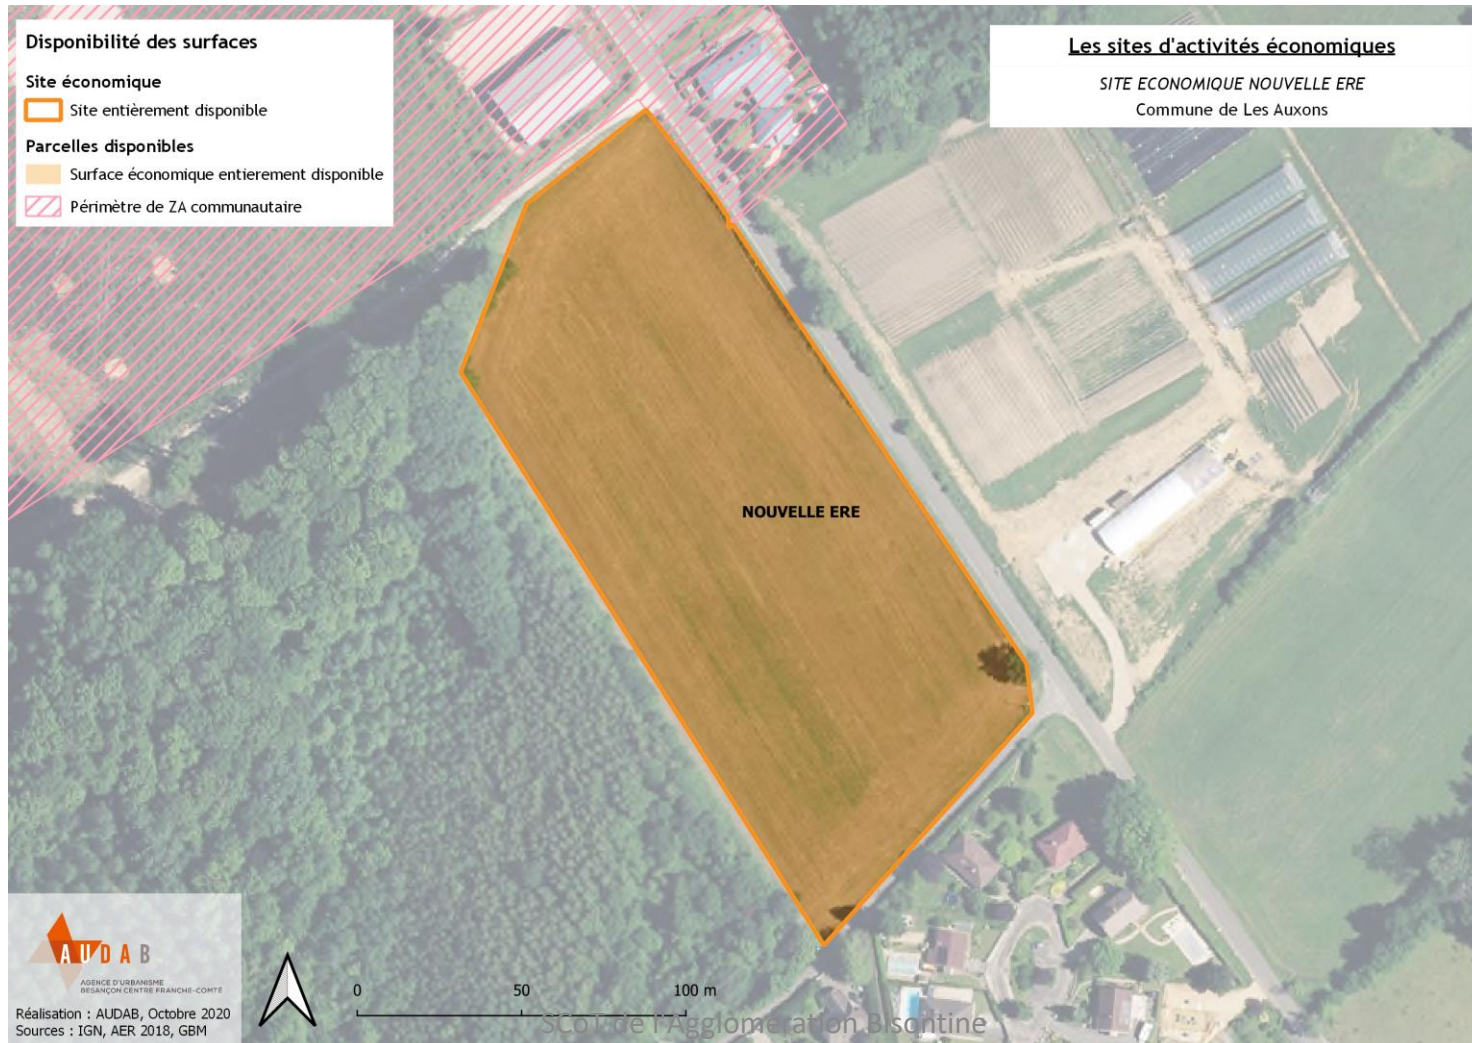 Disponibilité des surfaces
Site économique
Site entièrement disponible
Parcelles disponibles
Surface économique entierement disponible
Périmètre de ZA communautaire
Les sites d'activités économiques
SITE ECONOMIQUE NOUVELLE ERE
Commune de Les Auxons
NOUVELLE ERE
AUDAB
AGENCE D'URBANISME
BESANÇON CENTRE FRANCHE-COMTÉ
Réalisation : AUDAB, Octobre 2020
Sources : IGN, AER 2018, GBM
0 50 100 m
SCoT de l'Agglomération Bisontine